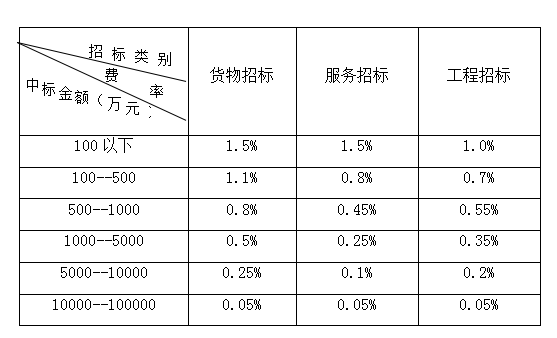 招标类别
费率
中标金额（万元）
货物招标 服务招标 工程招标
100以下 1.5% 1.5% 1.0%
100--500 1.1% 0.8% 0.7%
500--1000 0.8% 0.45% 0.55%
1000--5000 0.5% 0.25% 0.35%
5000--10000 0.25% 0.1% 0.2%
10000--100000 0.05% 0.05% 0.05%